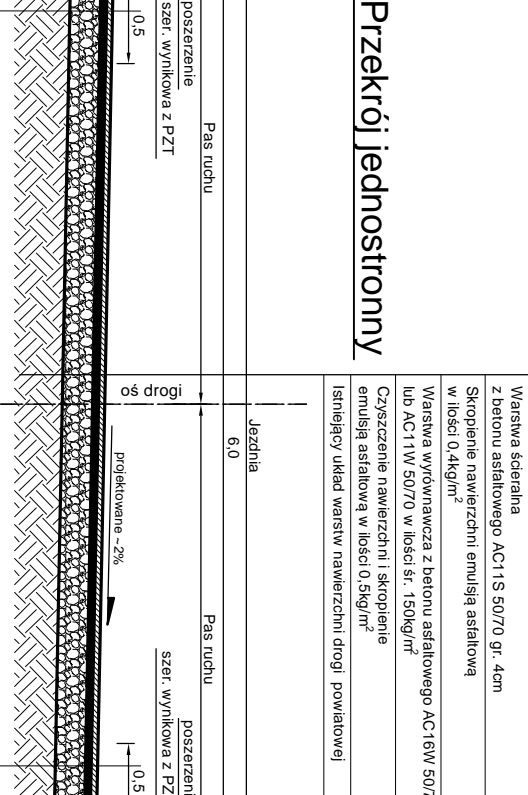 Przekrój jednostronny
Warstwa ścieralna
z betonu asfaltowego AC11S 50/70 gr. 4cm
Skropienie nawierzchni emulsją asfaltową
w ilości 0,4kg/m²
Warstwa wyrównawcza z betonu asfaltowego AC16W 50/7
lub AC11W 50/70 w ilości śr. 150kg/m²
Czyszczenie nawierzchni i skropienie
emulsją asfaltową w ilości 0,5kg/m²
Istniejący układ warstw nawierzchni drogi powiatowej
Jezdnia
6,0
Pas ruchu
Pas ruchu
poszerzenie
szer. wynikowa z PZT
poszerzeni
szer. wynikowa z PZ
0,5
oś drogi
projektowane ~2%
0,5